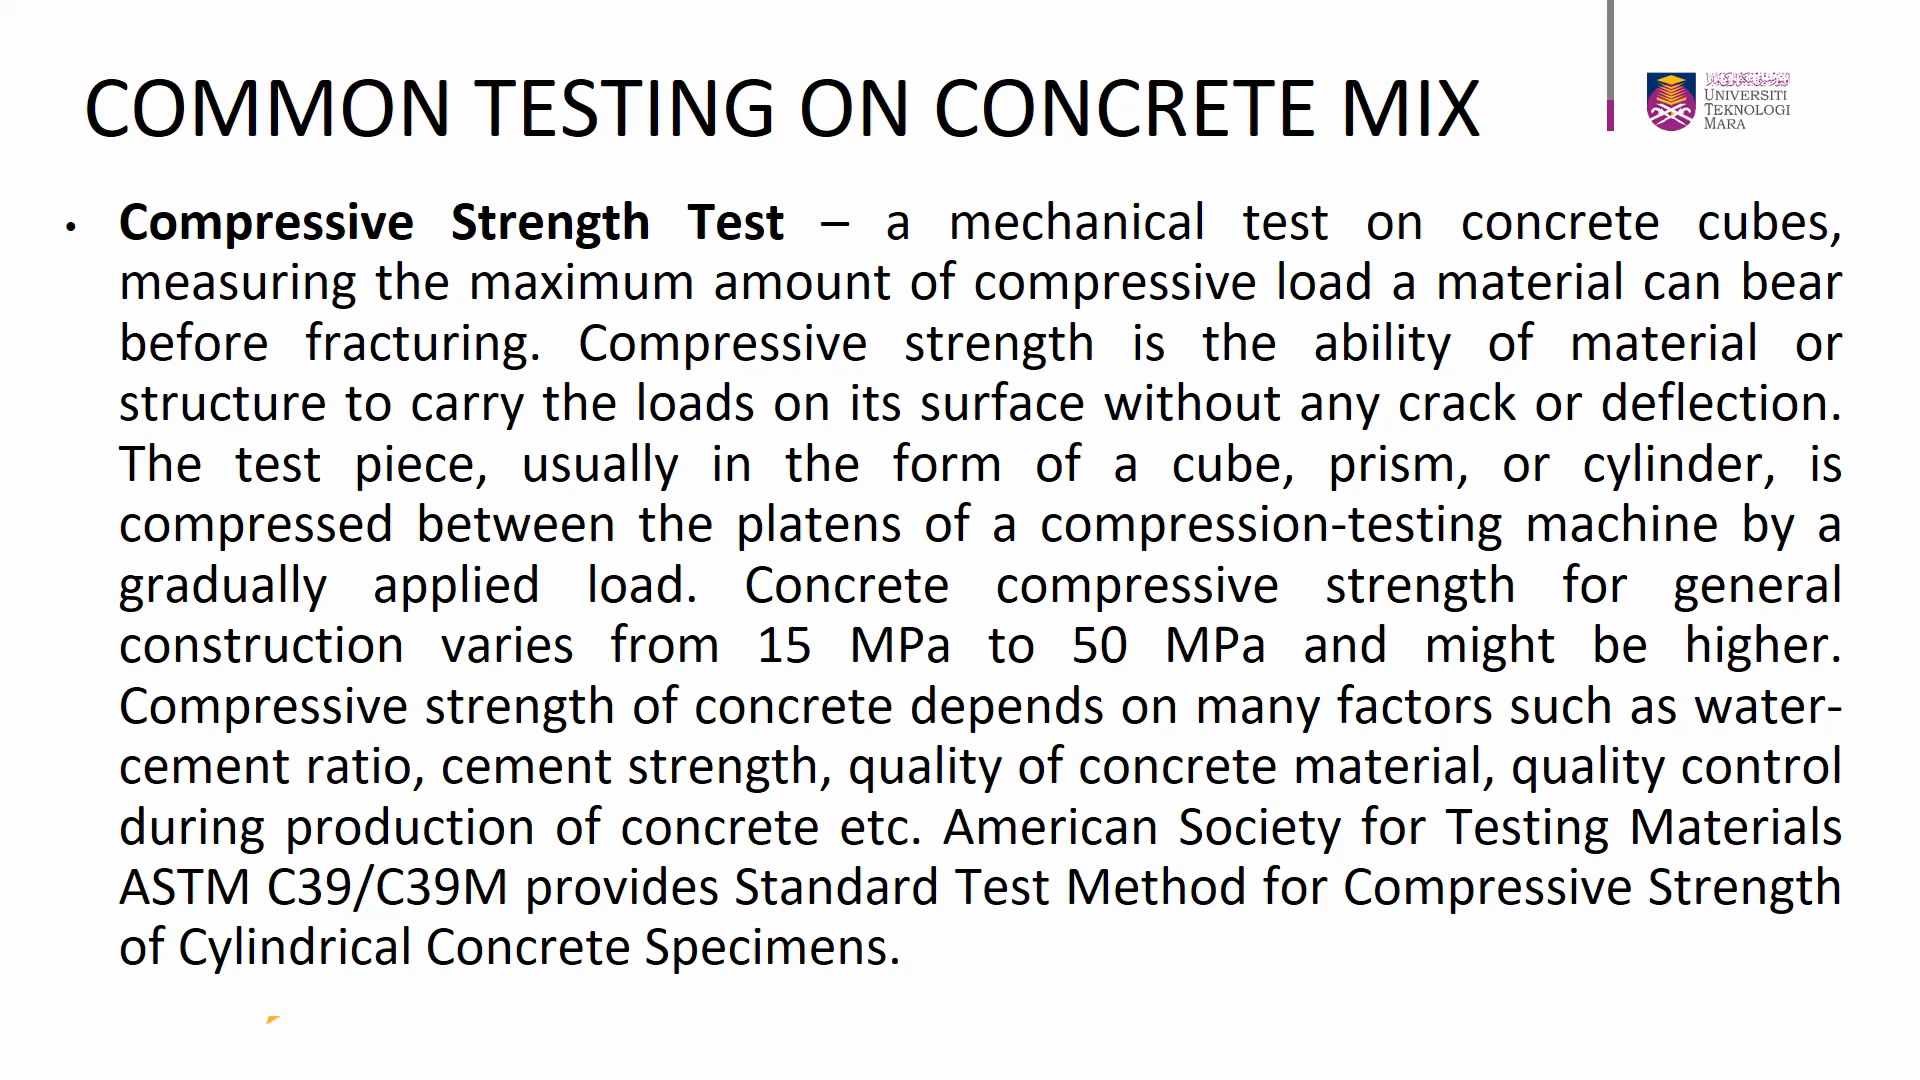 COMMON TESTING ON CONCRETE MIX
UNIVERSITI
TEKNOLOGI
MARA
• Compressive Strength Test – a mechanical test on concrete cubes,
measuring the maximum amount of compressive load a material can bear
before fracturing. Compressive strength is the ability of material or
structure to carry the loads on its surface without any crack or deflection.
The test piece, usually in the form of a cube, prism, or cylinder, is
compressed between the platens of a compression-testing machine by a
gradually applied load. Concrete compressive strength for general
construction varies from 15 MPa to 50 MPa and might be higher.
Compressive strength of concrete depends on many factors such as water-
cement ratio, cement strength, quality of concrete material, quality control
during production of concrete etc. American Society for Testing Materials
ASTM C39/C39M provides Standard Test Method for Compressive Strength
of Cylindrical Concrete Specimens.